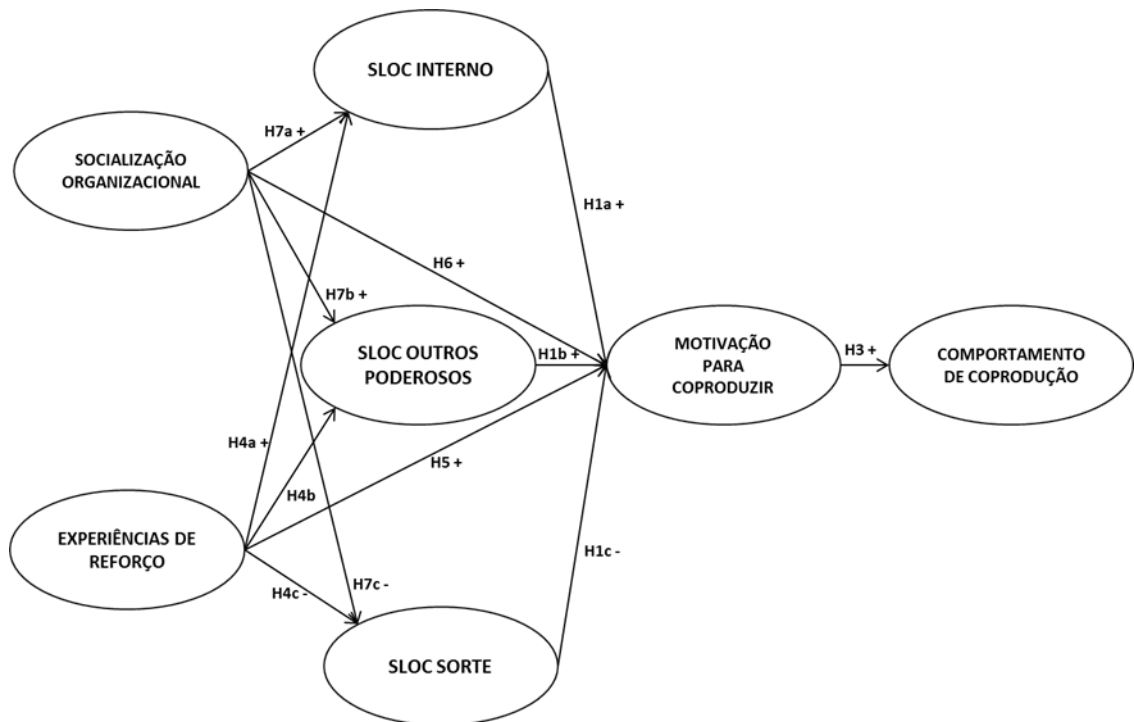 SLOC INTERNO
H7a +
SOCIALIZAÇÃO
ORGANIZACIONAL
H1a +
H6 +
H7b +
SLOC OUTROS
PODEROSOS
H1b +
MOTIVAÇÃO
PARA
COPRODUZIR
H3 +
COMPORTAMENTO
DE COPRODUÇÃO
H4a +
H5 +
H4b
EXPERIÊNCIAS DE
REFORÇO
H1c -
H4c -
H7c -
SLOC SORTE